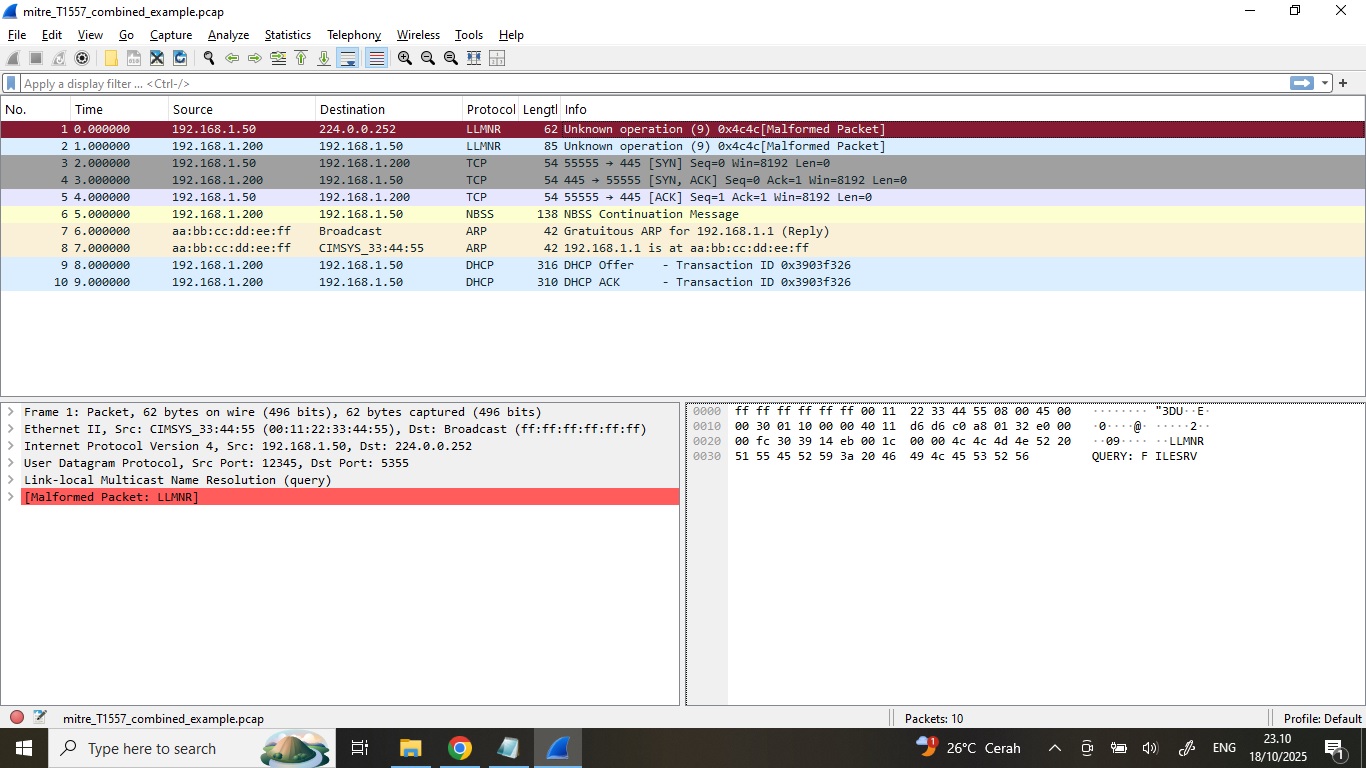 mitre_T1557_combined_example.pcap
File Edit View Go Capture Analyze Statistics Telephony Wireless Tools Help
Apply a display filter ... <Ctrl-/>
No. Time Source Destination Protocol Lengtl Info
1 0.000000 192.168.1.50 224.0.0.252 LLMNR 62 Unknown operation (9) 0x4c4c[Malformed Packet]
2 1.000000 192.168.1.200 192.168.1.50 LLMNR 85 Unknown operation (9) 0x4c4c[Malformed Packet]
3 2.000000 192.168.1.50 192.168.1.200 TCP 54 55555 → 445 [SYN] Seq=0 Win=8192 Len=0
4 3.000000 192.168.1.200 192.168.1.50 TCP 54 445 → 55555 [SYN, ACK] Seq=0 Ack=1 Win=8192 Len=0
5 4.000000 192.168.1.50 192.168.1.200 TCP 54 55555 → 445 [ACK] Seq=1 Ack=1 Win=8192 Len=0
6 5.000000 192.168.1.200 192.168.1.50 NBSS 138 NBSS Continuation Message
7 6.000000 aa:bb:cc:dd:ee:ff Broadcast ARP 42 Gratuitous ARP for 192.168.1.1 (Reply)
8 7.000000 aa:bb:cc:dd:ee:ff CIMSYS_33:44:55 ARP 42 192.168.1.1 is at aa:bb:cc:dd:ee:ff
9 8.000000 192.168.1.200 192.168.1.50 DHCP 316 DHCP Offer - Transaction ID 0x3903f326
10 9.000000 192.168.1.200 192.168.1.50 DHCP 310 DHCP ACK - Transaction ID 0x3903f326
Frame 1: Packet, 62 bytes on wire (496 bits), 62 bytes captured (496 bits)
Ethernet II, Src: CIMSYS_33:44:55 (00:11:22:33:44:55), Dst: Broadcast (ff:ff:ff:ff:ff:ff)
Internet Protocol Version 4, Src: 192.168.1.50, Dst: 224.0.0.252
User Datagram Protocol, Src Port: 12345, Dst Port: 5355
Link-local Multicast Name Resolution (query)
[Malformed Packet: LLMNR]
0000 ff ff ff ff ff ff 00 11 22 33 44 55 08 00 45 00 ········ "3DU··E·
0010 00 30 01 10 00 00 40 11 d6 d6 c0 a8 01 32 e0 00 ·0····@· ·····2··
0020 00 fc 30 39 14 eb 00 1c 00 00 4c 4c 4d 4e 52 20 ··09···· ··LLMNR
0030 51 55 45 52 59 3a 20 46 49 4c 45 53 52 56 QUERY: F ILESRV
mitre_T1557_combined_example.pcap Packets: 10 Profile: Default
Type here to search 1 26°C Cerah ENG 23.10 18/10/2025 1